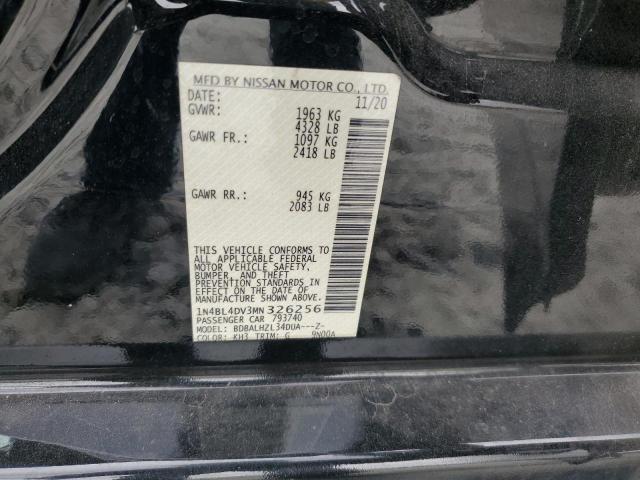 MFD BY NISSAN MOTOR CO., LTD.
DATE: 11/20
GVWR: 1963 KG
4328 LB
GAWR FR.: 1097 KG
2418 LB
GAWR RR.: 945 KG
2083 LB
THIS VEHICLE CONFORMS TO
ALL APPLICABLE FEDERAL
MOTOR VEHICLE SAFETY,
BUMPER, AND THEFT
PREVENTION STANDARDS IN
EFFECT ON THE DATE OF
MANUFACTURE SHOWN ABOVE.
1N4BL4DV3MN326256
PASSENGER CAR 793740
MODEL: BDBALHZL34DUA---Z-
COLOR: KH3 TRIM: G 9N00A